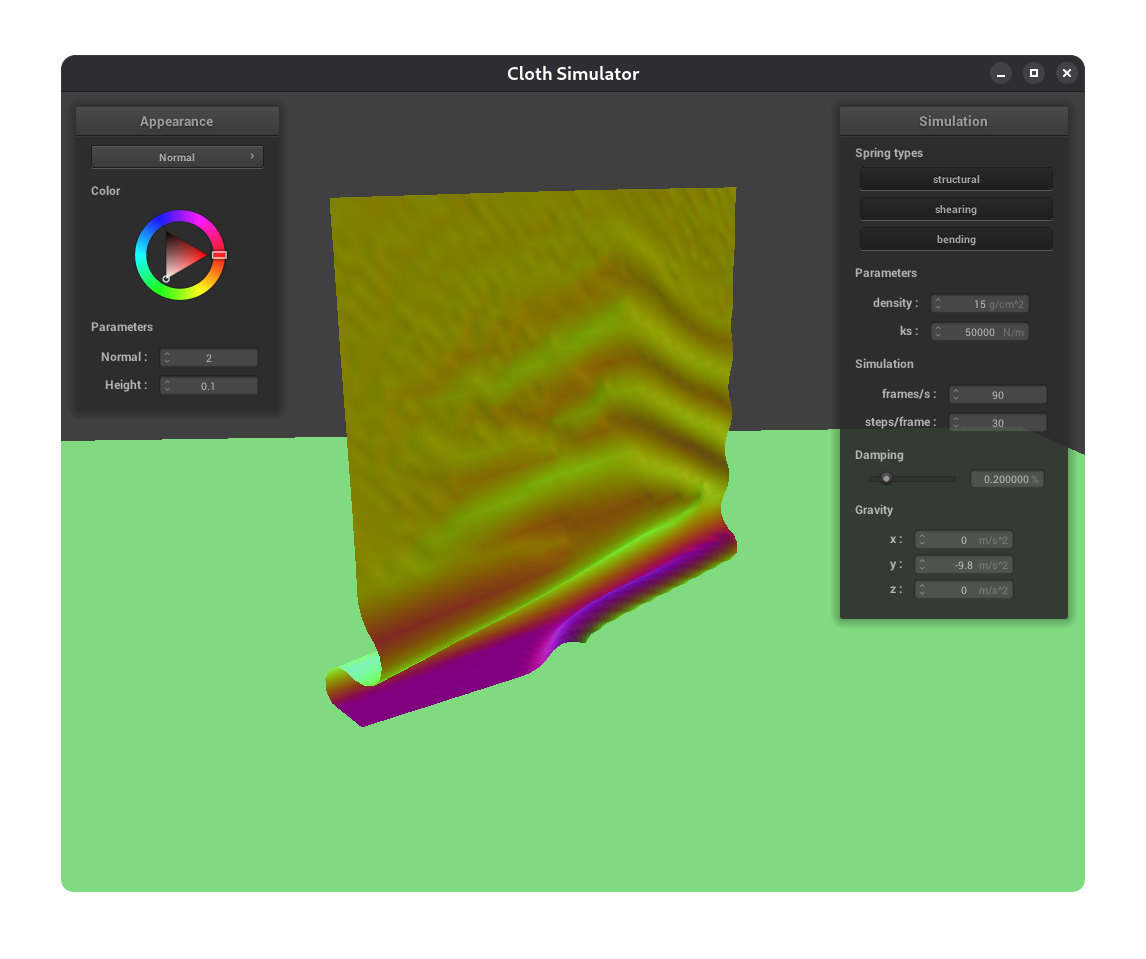 Cloth Simulator
Appearance
Normal
Color
Parameters
Normal : 2
Height : 0.1
Simulation
Spring types
structural
shearing
bending
Parameters
density : 15 g/cm^2
ks : 50000 N/m
Simulation
frames/s : 90
steps/frame : 30
Damping
0.200000 %
Gravity
x : 0 m/s^2
y : -9.8 m/s^2
z : 0 m/s^2